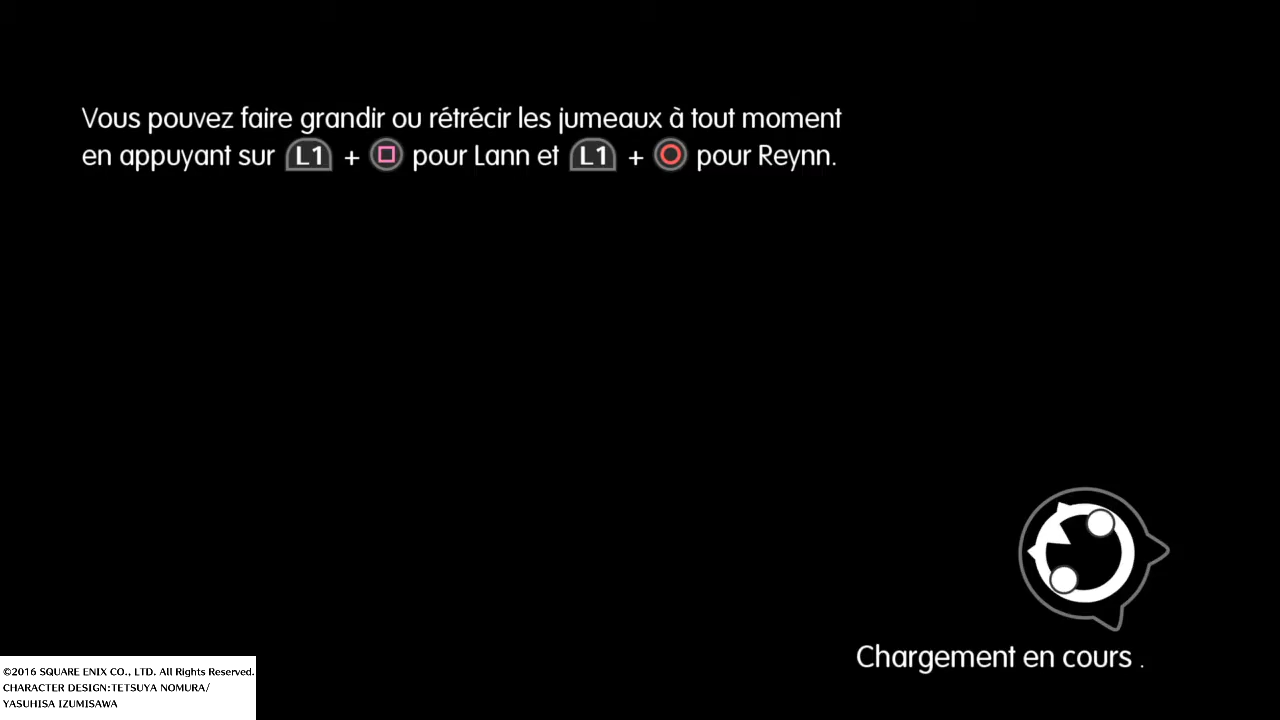 Vous pouvez faire grandir ou rétrécir les jumeaux à tout moment
en appuyant sur L1 + pour Lann et L1 + pour Reynn.
Chargement en cours .
©2016 SQUARE ENIX CO., LTD. All Rights Reserved.
CHARACTER DESIGN:TETSUYA NOMURA/
YASUHISA IZUMISAWA